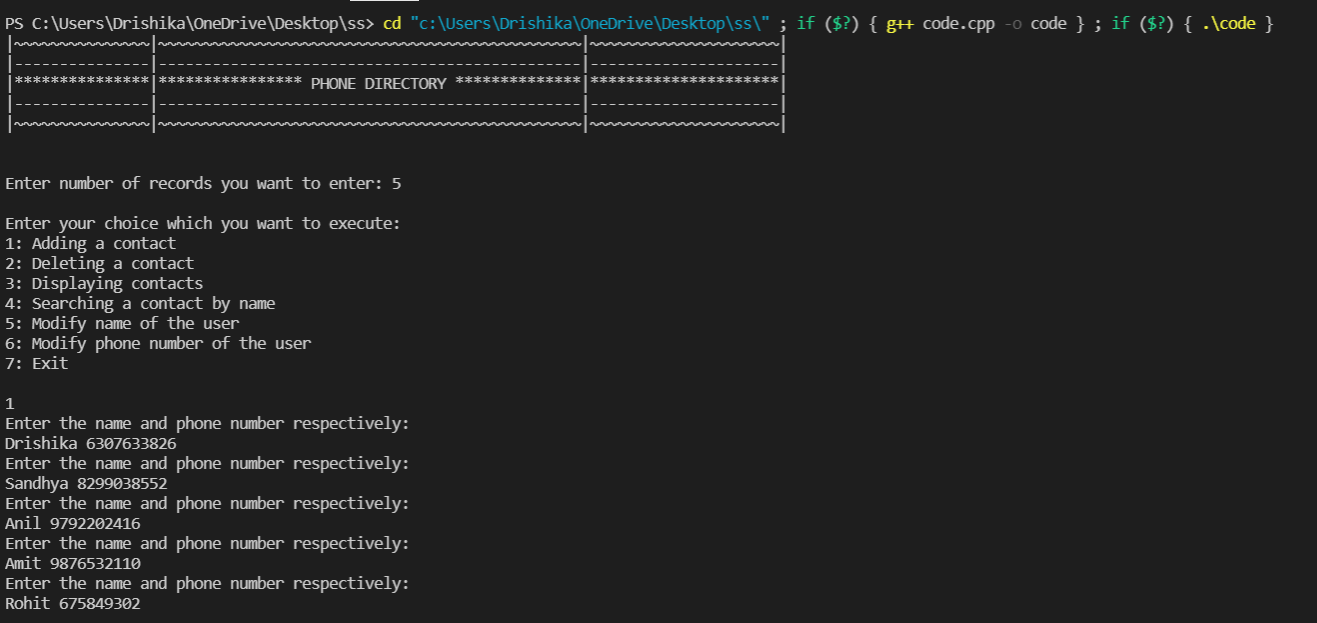 PS C:\Users\Drishika\OneDrive\Desktop\ss> cd "c:\Users\Drishika\OneDrive\Desktop\ss\" ; if ($?) { g++ code.cpp -o code } ; if ($?) { .\code }
|~~~~~~~~~~~~~~~|~~~~~~~~~~~~~~~~~~~~~~~~~~~~~~~~~~~~~~~~~~~~~~~|~~~~~~~~~~~~~~~~~~~~~|
|---------------|-----------------------------------------------|---------------------|
|***************|**************** PHONE DIRECTORY **************|*********************|
|---------------|-----------------------------------------------|---------------------|
|~~~~~~~~~~~~~~~|~~~~~~~~~~~~~~~~~~~~~~~~~~~~~~~~~~~~~~~~~~~~~~~|~~~~~~~~~~~~~~~~~~~~~|
Enter number of records you want to enter: 5
Enter your choice which you want to execute:
1: Adding a contact
2: Deleting a contact
3: Displaying contacts
4: Searching a contact by name
5: Modify name of the user
6: Modify phone number of the user
7: Exit
1
Enter the name and phone number respectively:
Drishika 6307633826
Enter the name and phone number respectively:
Sandhya 8299038552
Enter the name and phone number respectively:
Anil 9792202416
Enter the name and phone number respectively:
Amit 9876532110
Enter the name and phone number respectively:
Rohit 675849302